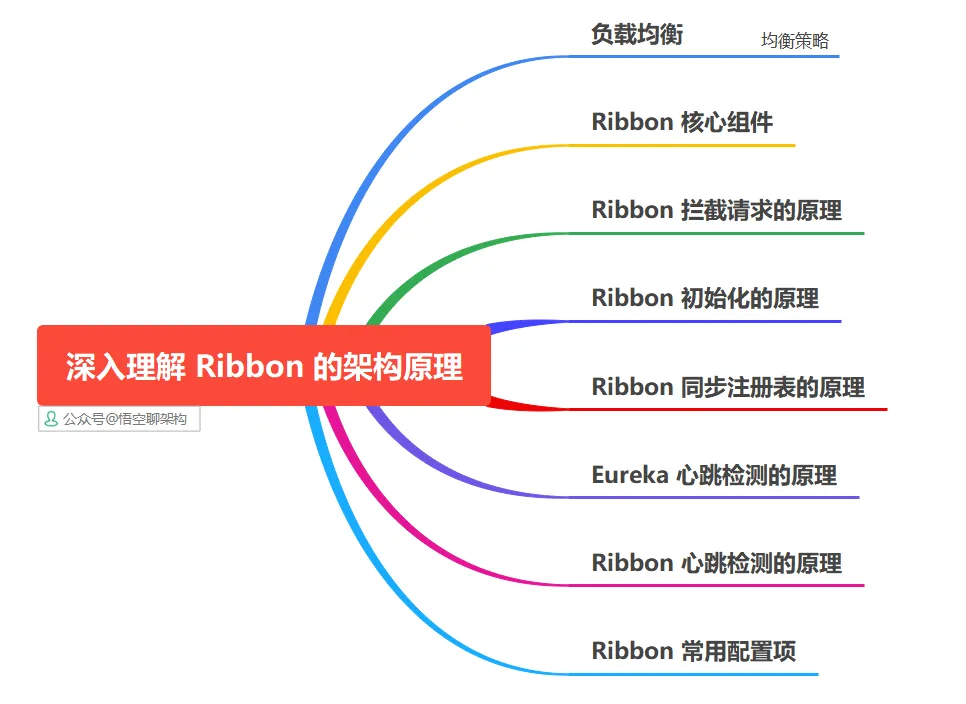 负载均衡 均衡策略
Ribbon 核心组件
Ribbon 拦截请求的原理
Ribbon 初始化的原理
深入理解 Ribbon 的架构原理
公众号@悟空聊架构
Ribbon 同步注册表的原理
Eureka 心跳检测的原理
Ribbon 心跳检测的原理
Ribbon 常用配置项